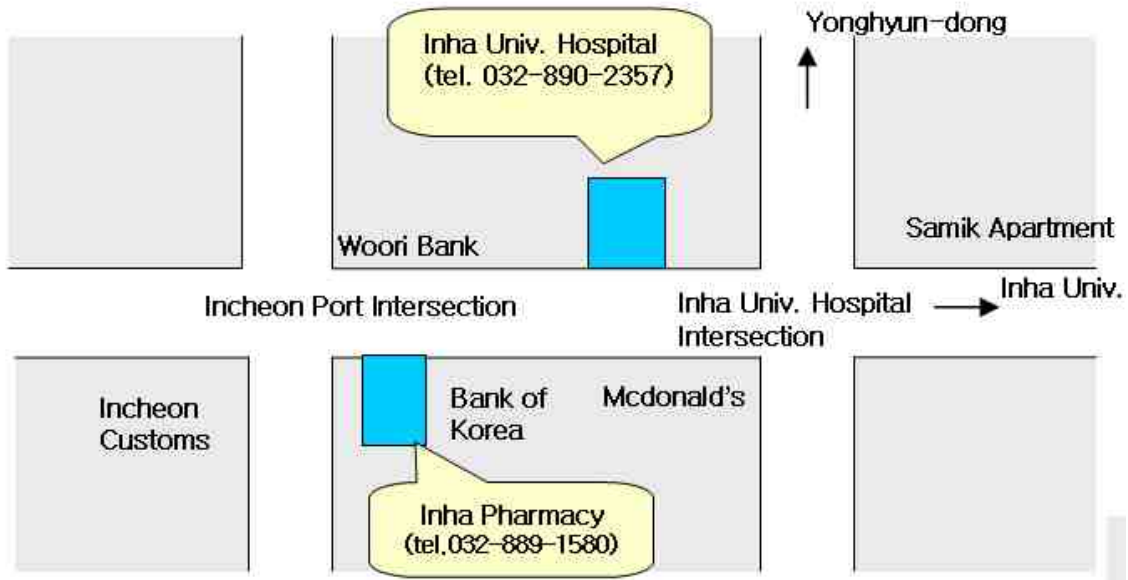 Yonghyun-dong
Inha Univ. Hospital
(tel. 032-890-2357)
Woori Bank
Samik Apartment
Incheon Port Intersection
Inha Univ. Hospital
Intersection
Inha Univ.
Incheon
Customs
Bank of
Korea
Mcdonald's
Inha Pharmacy
(tel,032-889-1580)